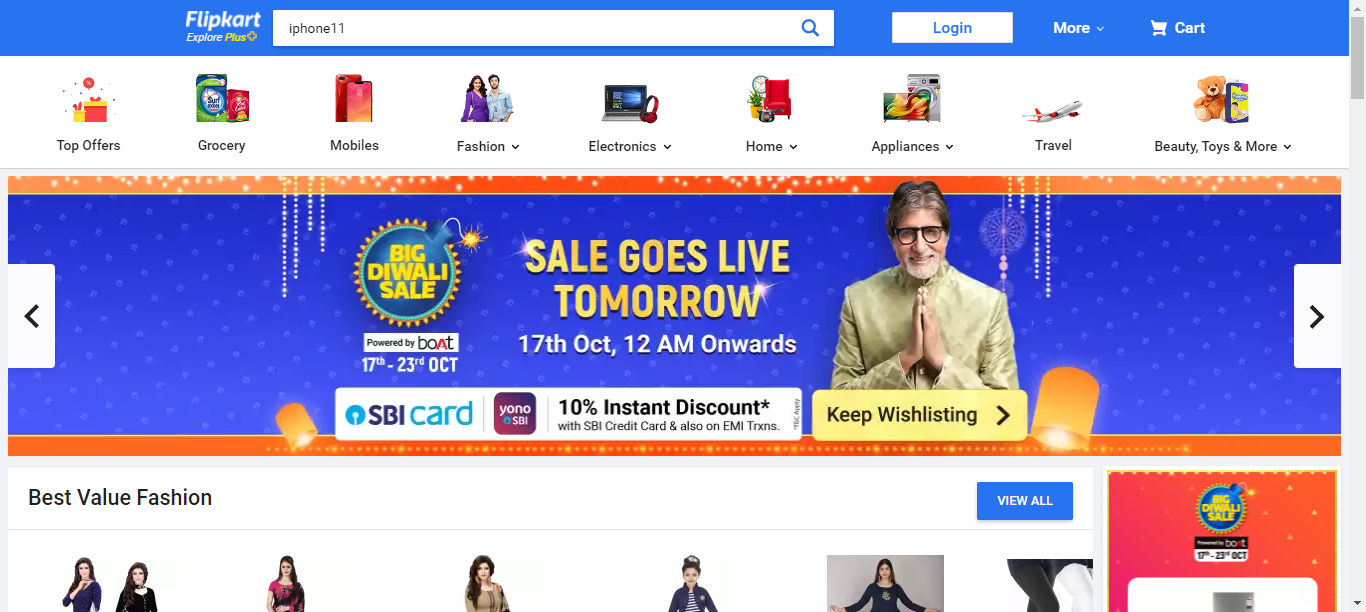 Flipkart
Explore Plus
iphone11
Login
More
Cart
Top Offers
Grocery
Mobiles
Fashion
Electronics
Home
Appliances
Travel
Beauty, Toys & More
BIG
DIWALI
SALE
Powered by boAt
17th - 23rd OCT
SALE GOES LIVE
TOMORROW
17th Oct, 12 AM Onwards
SBI card
yono
SBI
10% Instant Discount*
with SBI Credit Card & also on EMI Trxns.
*T&C Apply
Keep Wishlisting
Best Value Fashion
VIEW ALL
BIG
DIWALI
SALE
Powered by boAt
17th - 23rd OCT